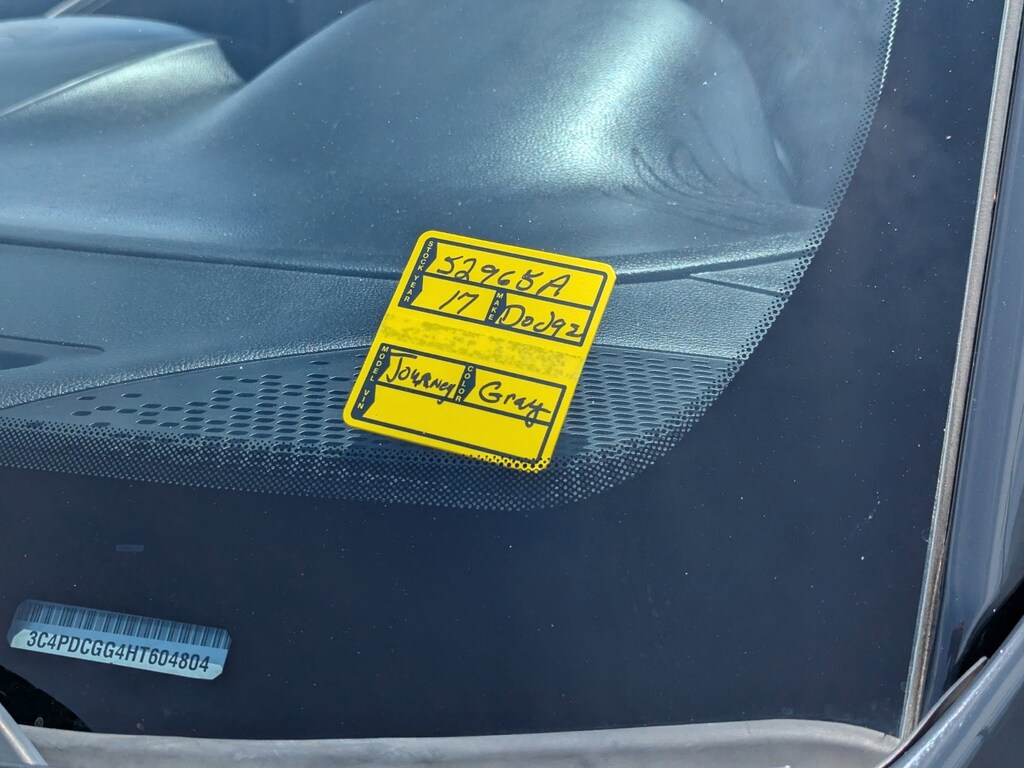 STOCK 52965A
YEAR 17 MAKE Dodge
MODEL Journey COLOR Gray
VIN
3C4PDCGG4HT604804